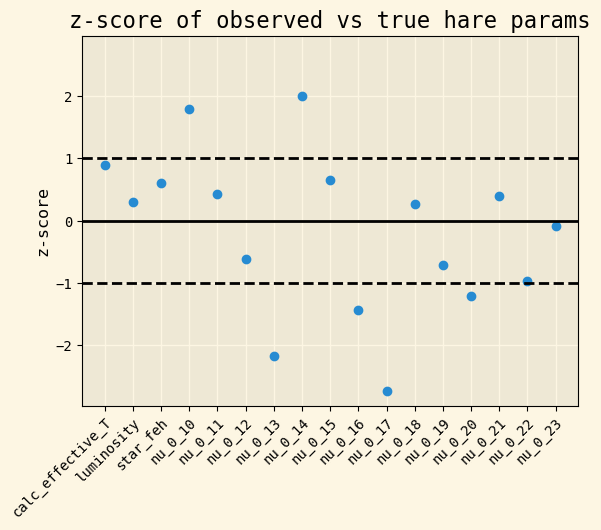 z-score of observed vs true hare params
z-score
2
1
0
−1
−2
calc_effective_T
luminosity
star_feh
nu_0_10
nu_0_11
nu_0_12
nu_0_13
nu_0_14
nu_0_15
nu_0_16
nu_0_17
nu_0_18
nu_0_19
nu_0_20
nu_0_21
nu_0_22
nu_0_23